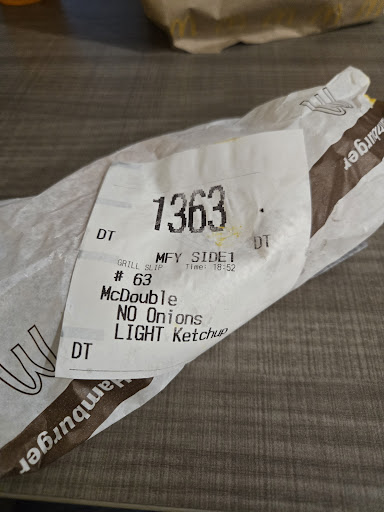 1363
DT
DT
MFY SIDE1
GRILL SLIP Time: 18:52
# 63
McDouble
NO Onions
LIGHT Ketchup
DT
Hamburger
Hamburger